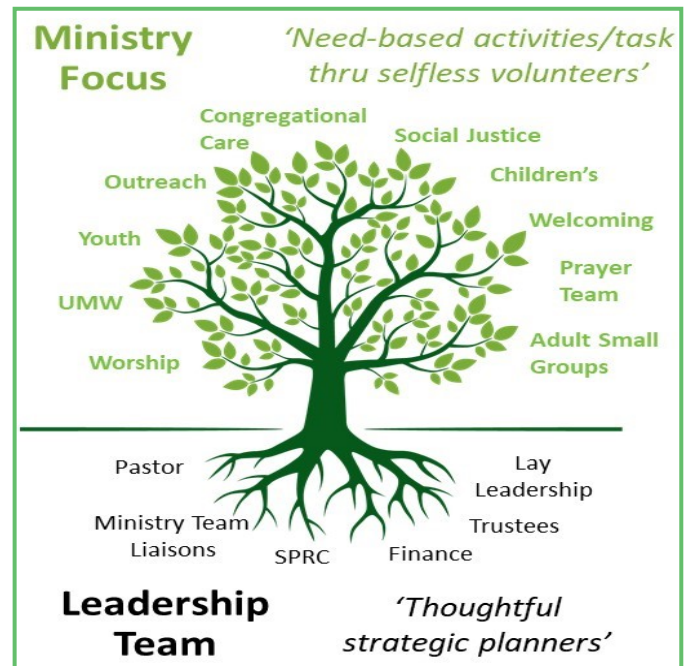 Ministry
Focus
‘Need-based activities/task
thru selfless volunteers’
Congregational
Care
Social Justice
Outreach
Children’s
Youth
Welcoming
UMW
Prayer
Team
Worship
Adult Small
Groups
Pastor
Lay
Leadership
Ministry Team
Liaisons
SPRC
Finance
Trustees
Leadership
Team
‘Thoughtful
strategic planners’